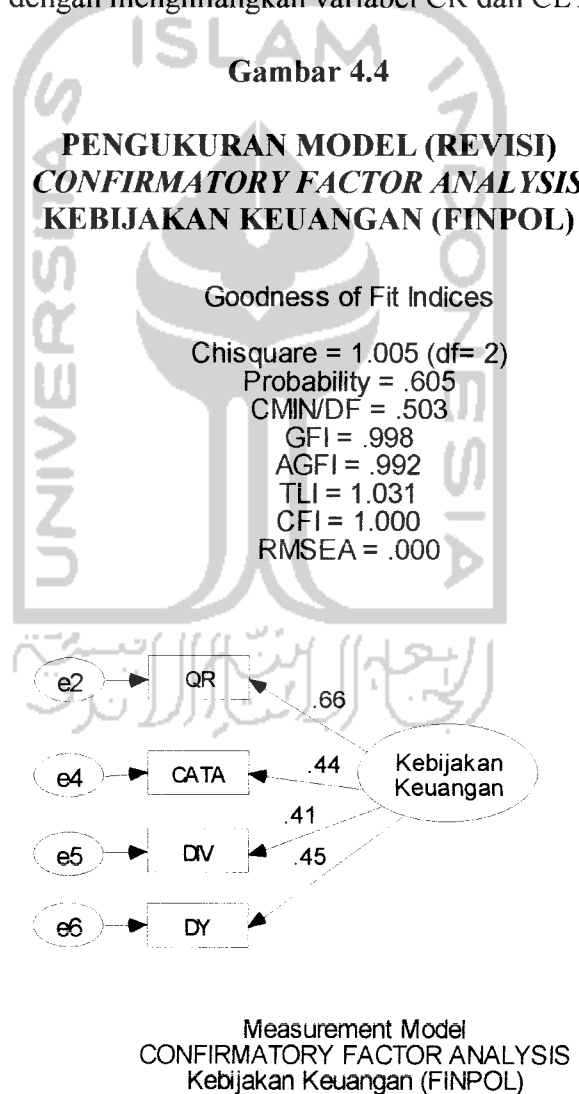 dengan menghilangkan variabel CR dan
Gambar 4.4
PENGUKURAN MODEL (REVISI)
CONFIRMATORY FACTOR ANALYSIS
KEBIJAKAN KEUANGAN (FINPOL)
Goodness of Fit Indices
Chisquare = 1.005 (df= 2)
Probability = .605
CMIN/DF = .503
GFI = .998
AGFI = .992
TLI = 1.031
CFI = 1.000
RMSEA = .000
UNIVERSITAS
ISLAM
INDONESIA
e2
QR
.66
e4
CATA
.44
Kebijakan
Keuangan
.41
e5
DIV
.45
e6
DY
Measurement Model
CONFIRMATORY FACTOR ANALYSIS
Kebijakan Keuangan (FINPOL)